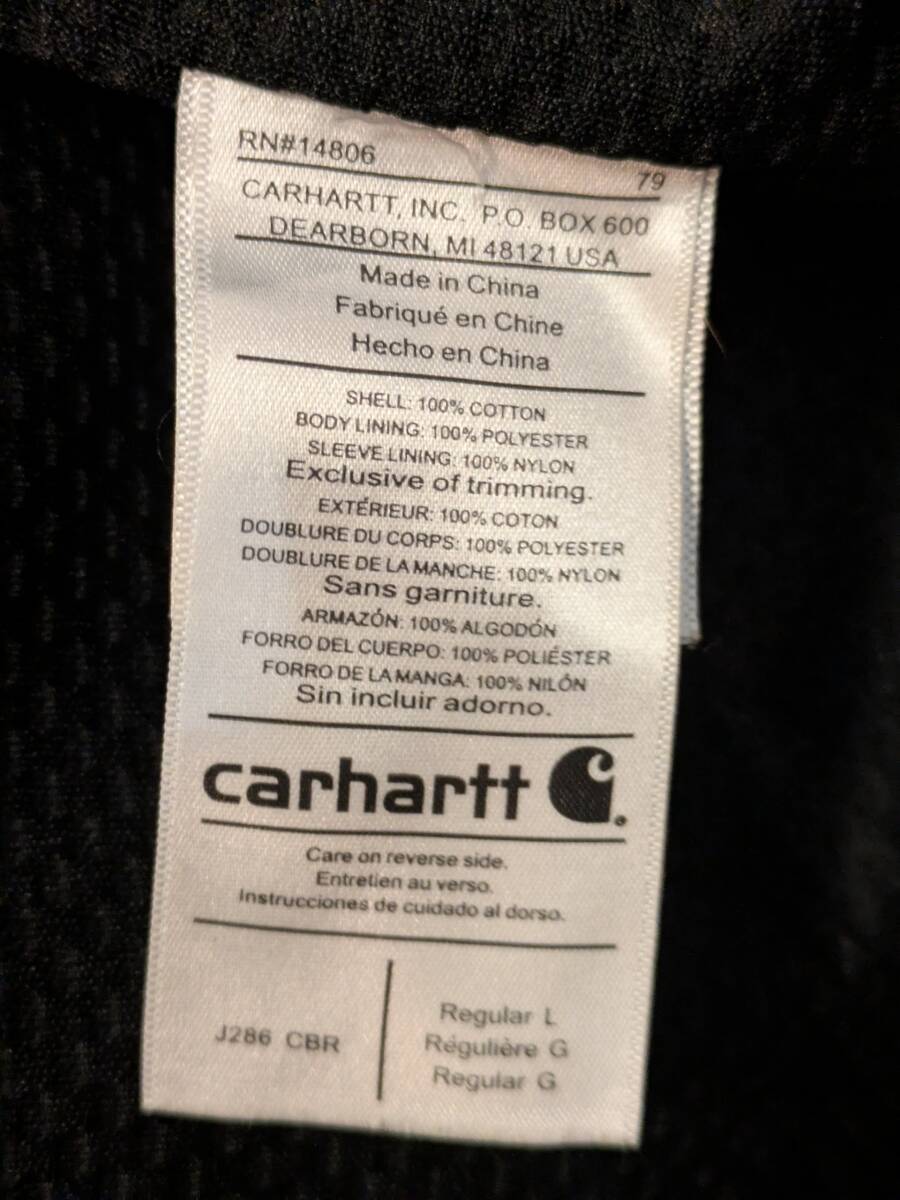 RN#14806
79
CARHARTT, INC. P.O. BOX 600
DEARBORN, MI 48121 USA
Made in China
Fabriqué en Chine
Hecho en China
SHELL: 100% COTTON
BODY LINING: 100% POLYESTER
SLEEVE LINING: 100% NYLON
Exclusive of trimming.
EXTÉRIEUR: 100% COTON
DOUBLURE DU CORPS: 100% POLYESTER
DOUBLURE DE LA MANCHE: 100% NYLON
Sans garniture.
ARMAZÓN: 100% ALGODÓN
FORRO DEL CUERPO: 100% POLIÉSTER
FORRO DE LA MANGA: 100% NILÓN
Sin incluir adorno.
carhartt
Care on reverse side.
Entretien au verso.
Instrucciones de cuidado al dorso.
J286 CBR
Regular L
Régulière G
Regular G